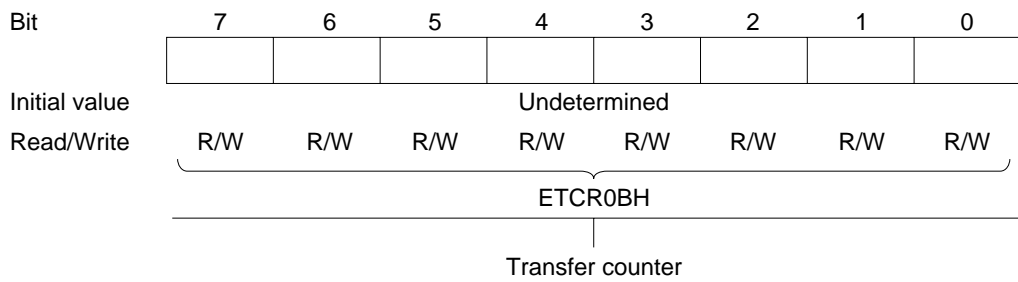 Bit 7 6 5 4 3 2 1 0
Initial value Undetermined
Read/Write R/W R/W R/W R/W R/W R/W R/W R/W
ETCR0BH
Transfer counter